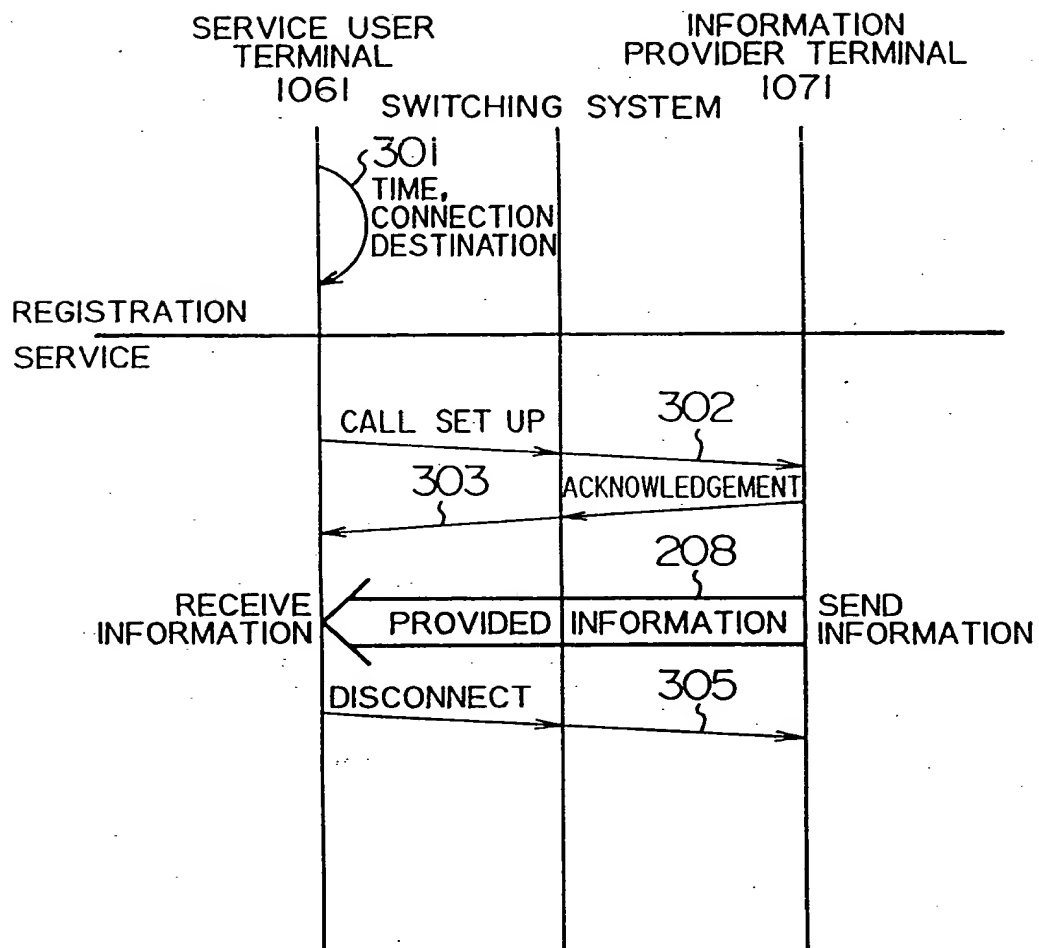 SERVICE USER
TERMINAL
1061
INFORMATION
PROVIDER TERMINAL
1071
SWITCHING SYSTEM
301
TIME,
CONNECTION
DESTINATION
REGISTRATION
SERVICE
CALL SET UP
302
303
ACKNOWLEDGEMENT
208
RECEIVE
INFORMATION
PROVIDED INFORMATION
SEND
INFORMATION
DISCONNECT
305